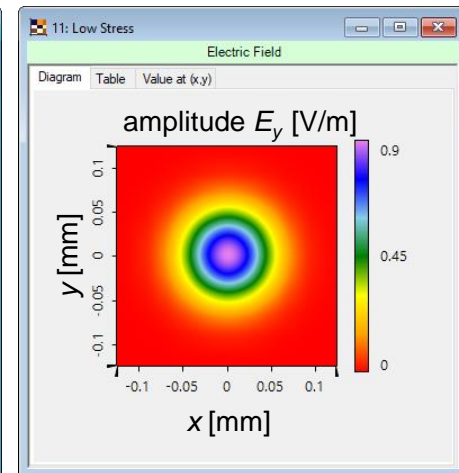 11: Low Stress
Electric Field
Diagram Table Value at (x,y)
amplitude E_y [V/m]
0.9
0.45
0
y [mm]
0.1
0.05
0
-0.05
-0.1
-0.1 -0.05 0 0.05 0.1
x [mm]